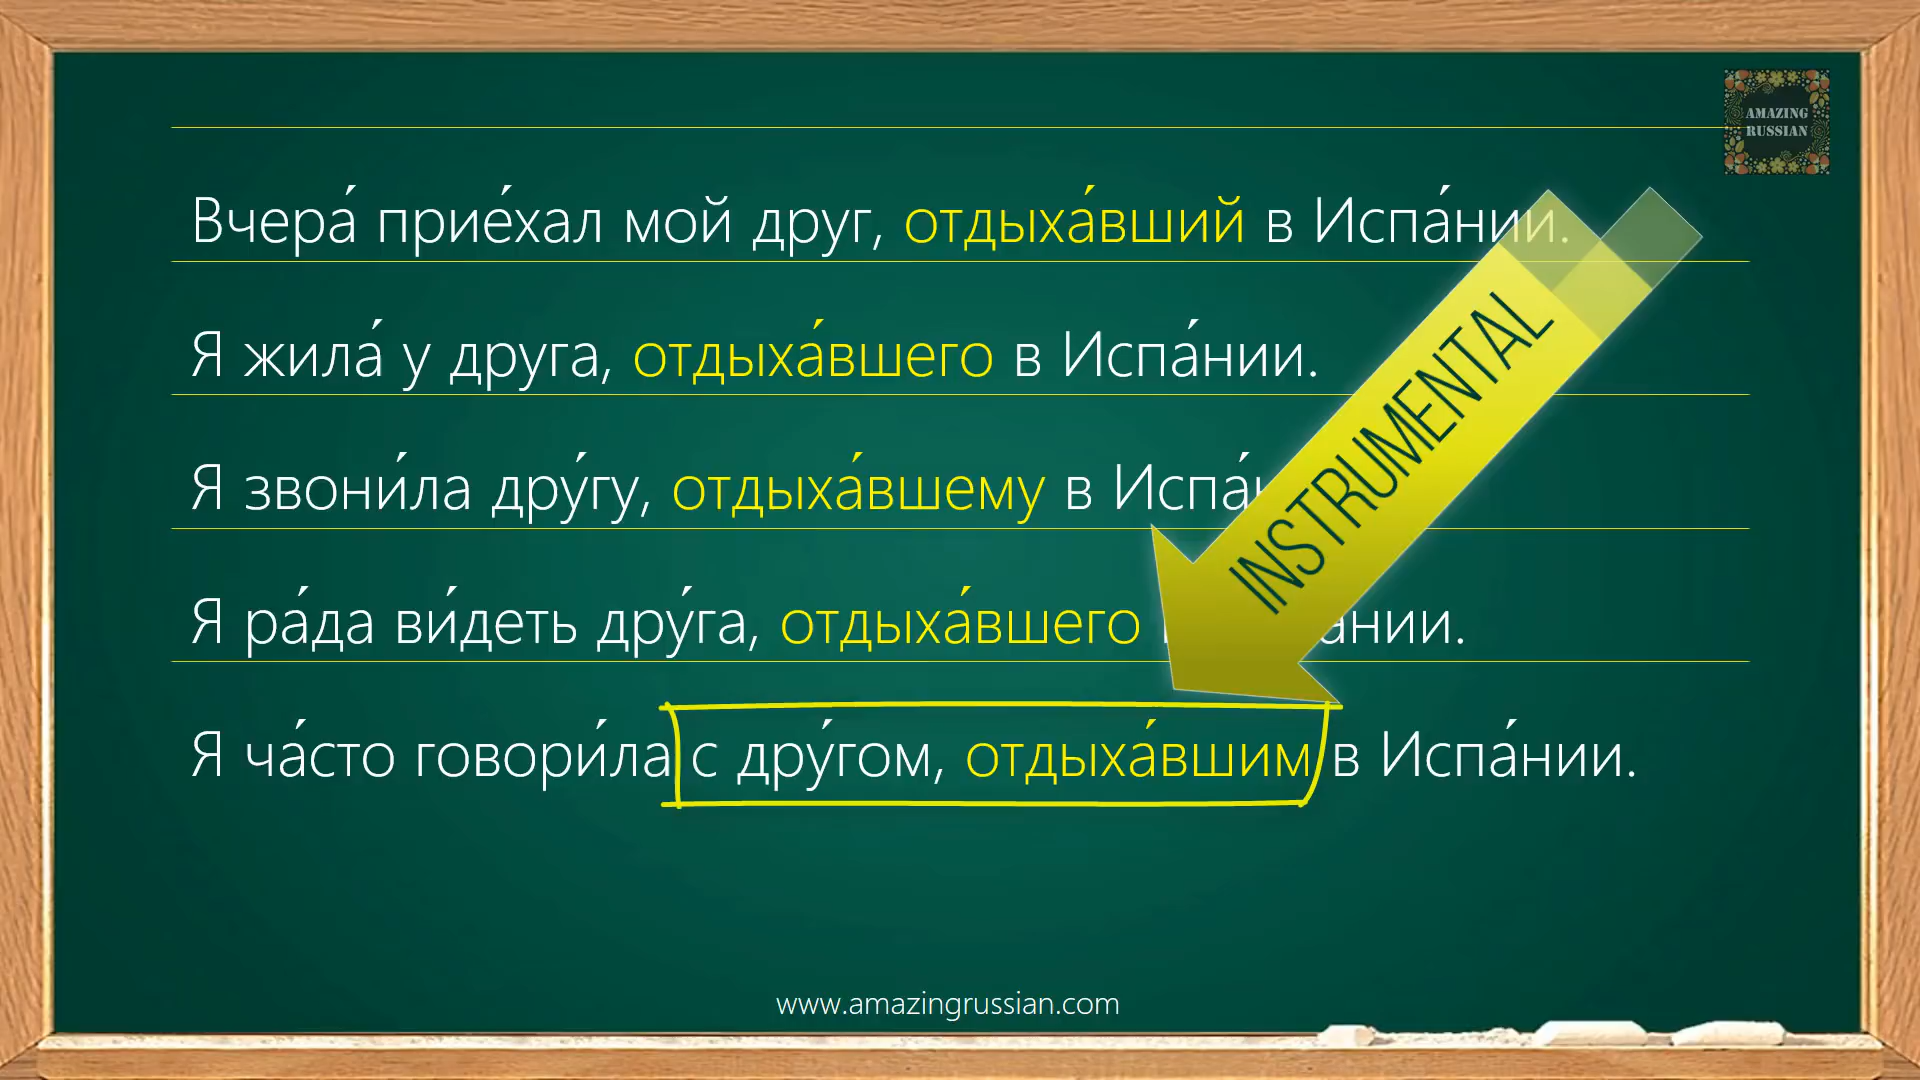 AMAZING
RUSSIAN
Вчера́ прие́хал мой друг, отдыха́вший в Испа́нии.
Я жила́ у друга, отдыха́вшего в Испа́нии.
Я звони́ла дру́гу, отдыха́вшему в Испа́
Я ра́да ви́деть дру́га, отдыха́вшего ании.
Я ча́сто говори́ла с дру́гом, отдыха́вшим в Испа́нии.
INSTRUMENTAL
www.amazingrussian.com